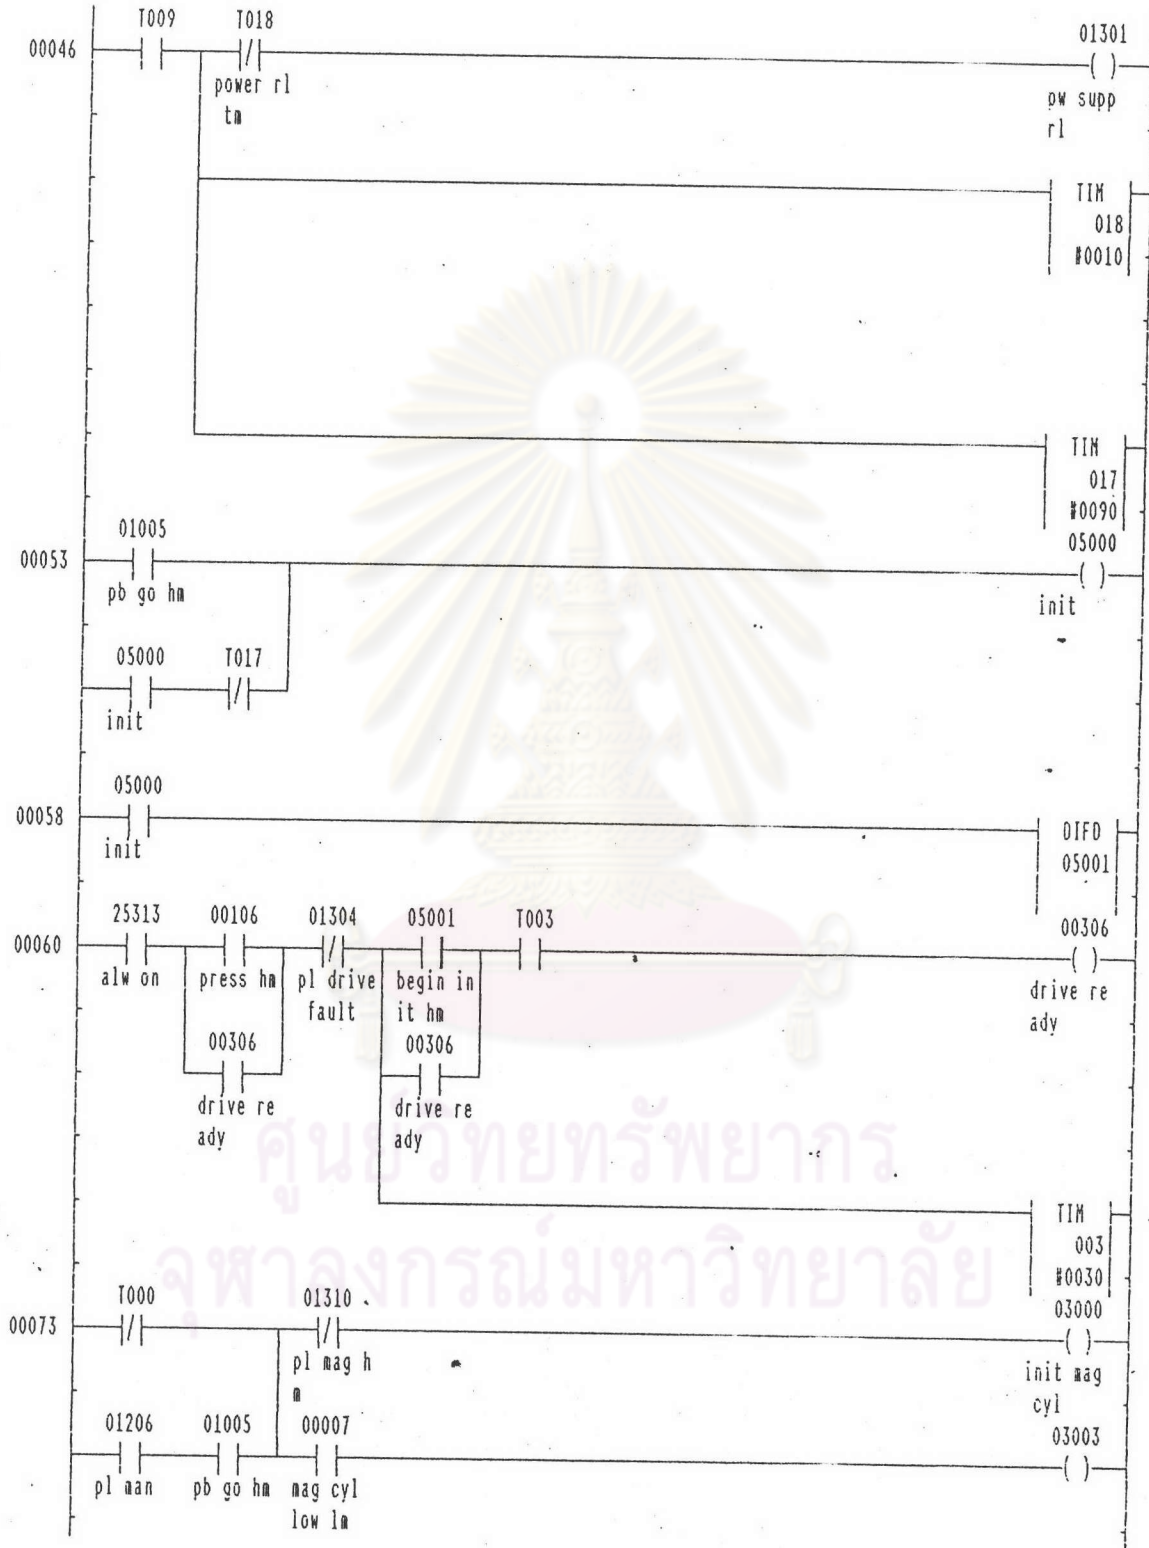 T009 T018 01301
00046
power rl pw supp
tm rl
TIM
018
#0010
TIM
017
#0090
01005 05000
00053
pb go hm init
05000 T017
init
05000
00058 DIFD
init 05001
25313 00106 01304 05001 T003 00306
00060
alw on press hm pl drive begin in drive re
fault it hm ady
00306 00306
drive re drive re
ady ady
ศูนย์วิทยทรัพยากร
TIM
003
#0030
จุฬาลงกรณ์มหาวิทยาลัย
T000 01310 03000
00073
pl mag h init mag
m cyl
01206 01005 00007 03003
pl man pb go hm mag cyl
low lm